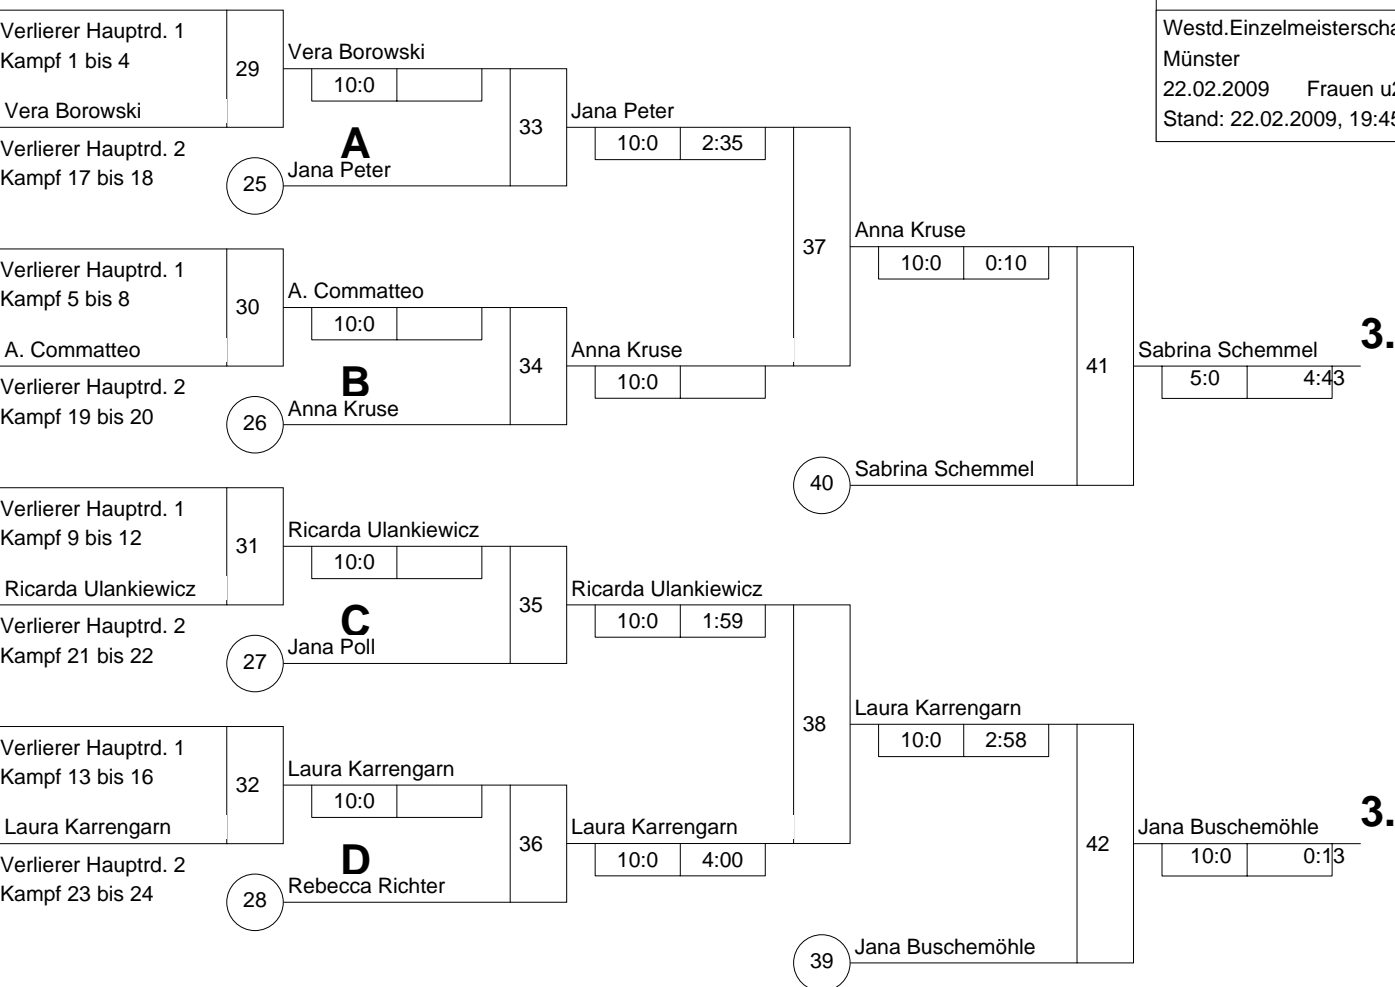 Westd.Einzelmeisterscha
Münster
22.02.2009 Frauen u2
Stand: 22.02.2009, 19:45
Verlierer Hauptrd. 1
Kampf 1 bis 4
29
Vera Borowski
10:0
Vera Borowski
Verlierer Hauptrd. 2
Kampf 17 bis 18
A
25
Jana Peter
33
Jana Peter
10:0 2:35
Verlierer Hauptrd. 1
Kampf 5 bis 8
30
A. Commatteo
10:0
A. Commatteo
Verlierer Hauptrd. 2
Kampf 19 bis 20
B
26
Anna Kruse
34
Anna Kruse
10:0
37
Anna Kruse
10:0 0:10
40
Sabrina Schemmel
41
Sabrina Schemmel
5:0 4:43
3.
Verlierer Hauptrd. 1
Kampf 9 bis 12
31
Ricarda Ulankiewicz
10:0
Ricarda Ulankiewicz
Verlierer Hauptrd. 2
Kampf 21 bis 22
C
27
Jana Poll
35
Ricarda Ulankiewicz
10:0 1:59
Verlierer Hauptrd. 1
Kampf 13 bis 16
32
Laura Karrengarn
10:0
Laura Karrengarn
Verlierer Hauptrd. 2
Kampf 23 bis 24
D
28
Rebecca Richter
36
Laura Karrengarn
10:0 4:00
38
Laura Karrengarn
10:0 2:58
39
Jana Buschemöhle
42
Jana Buschemöhle
10:0 0:13
3.